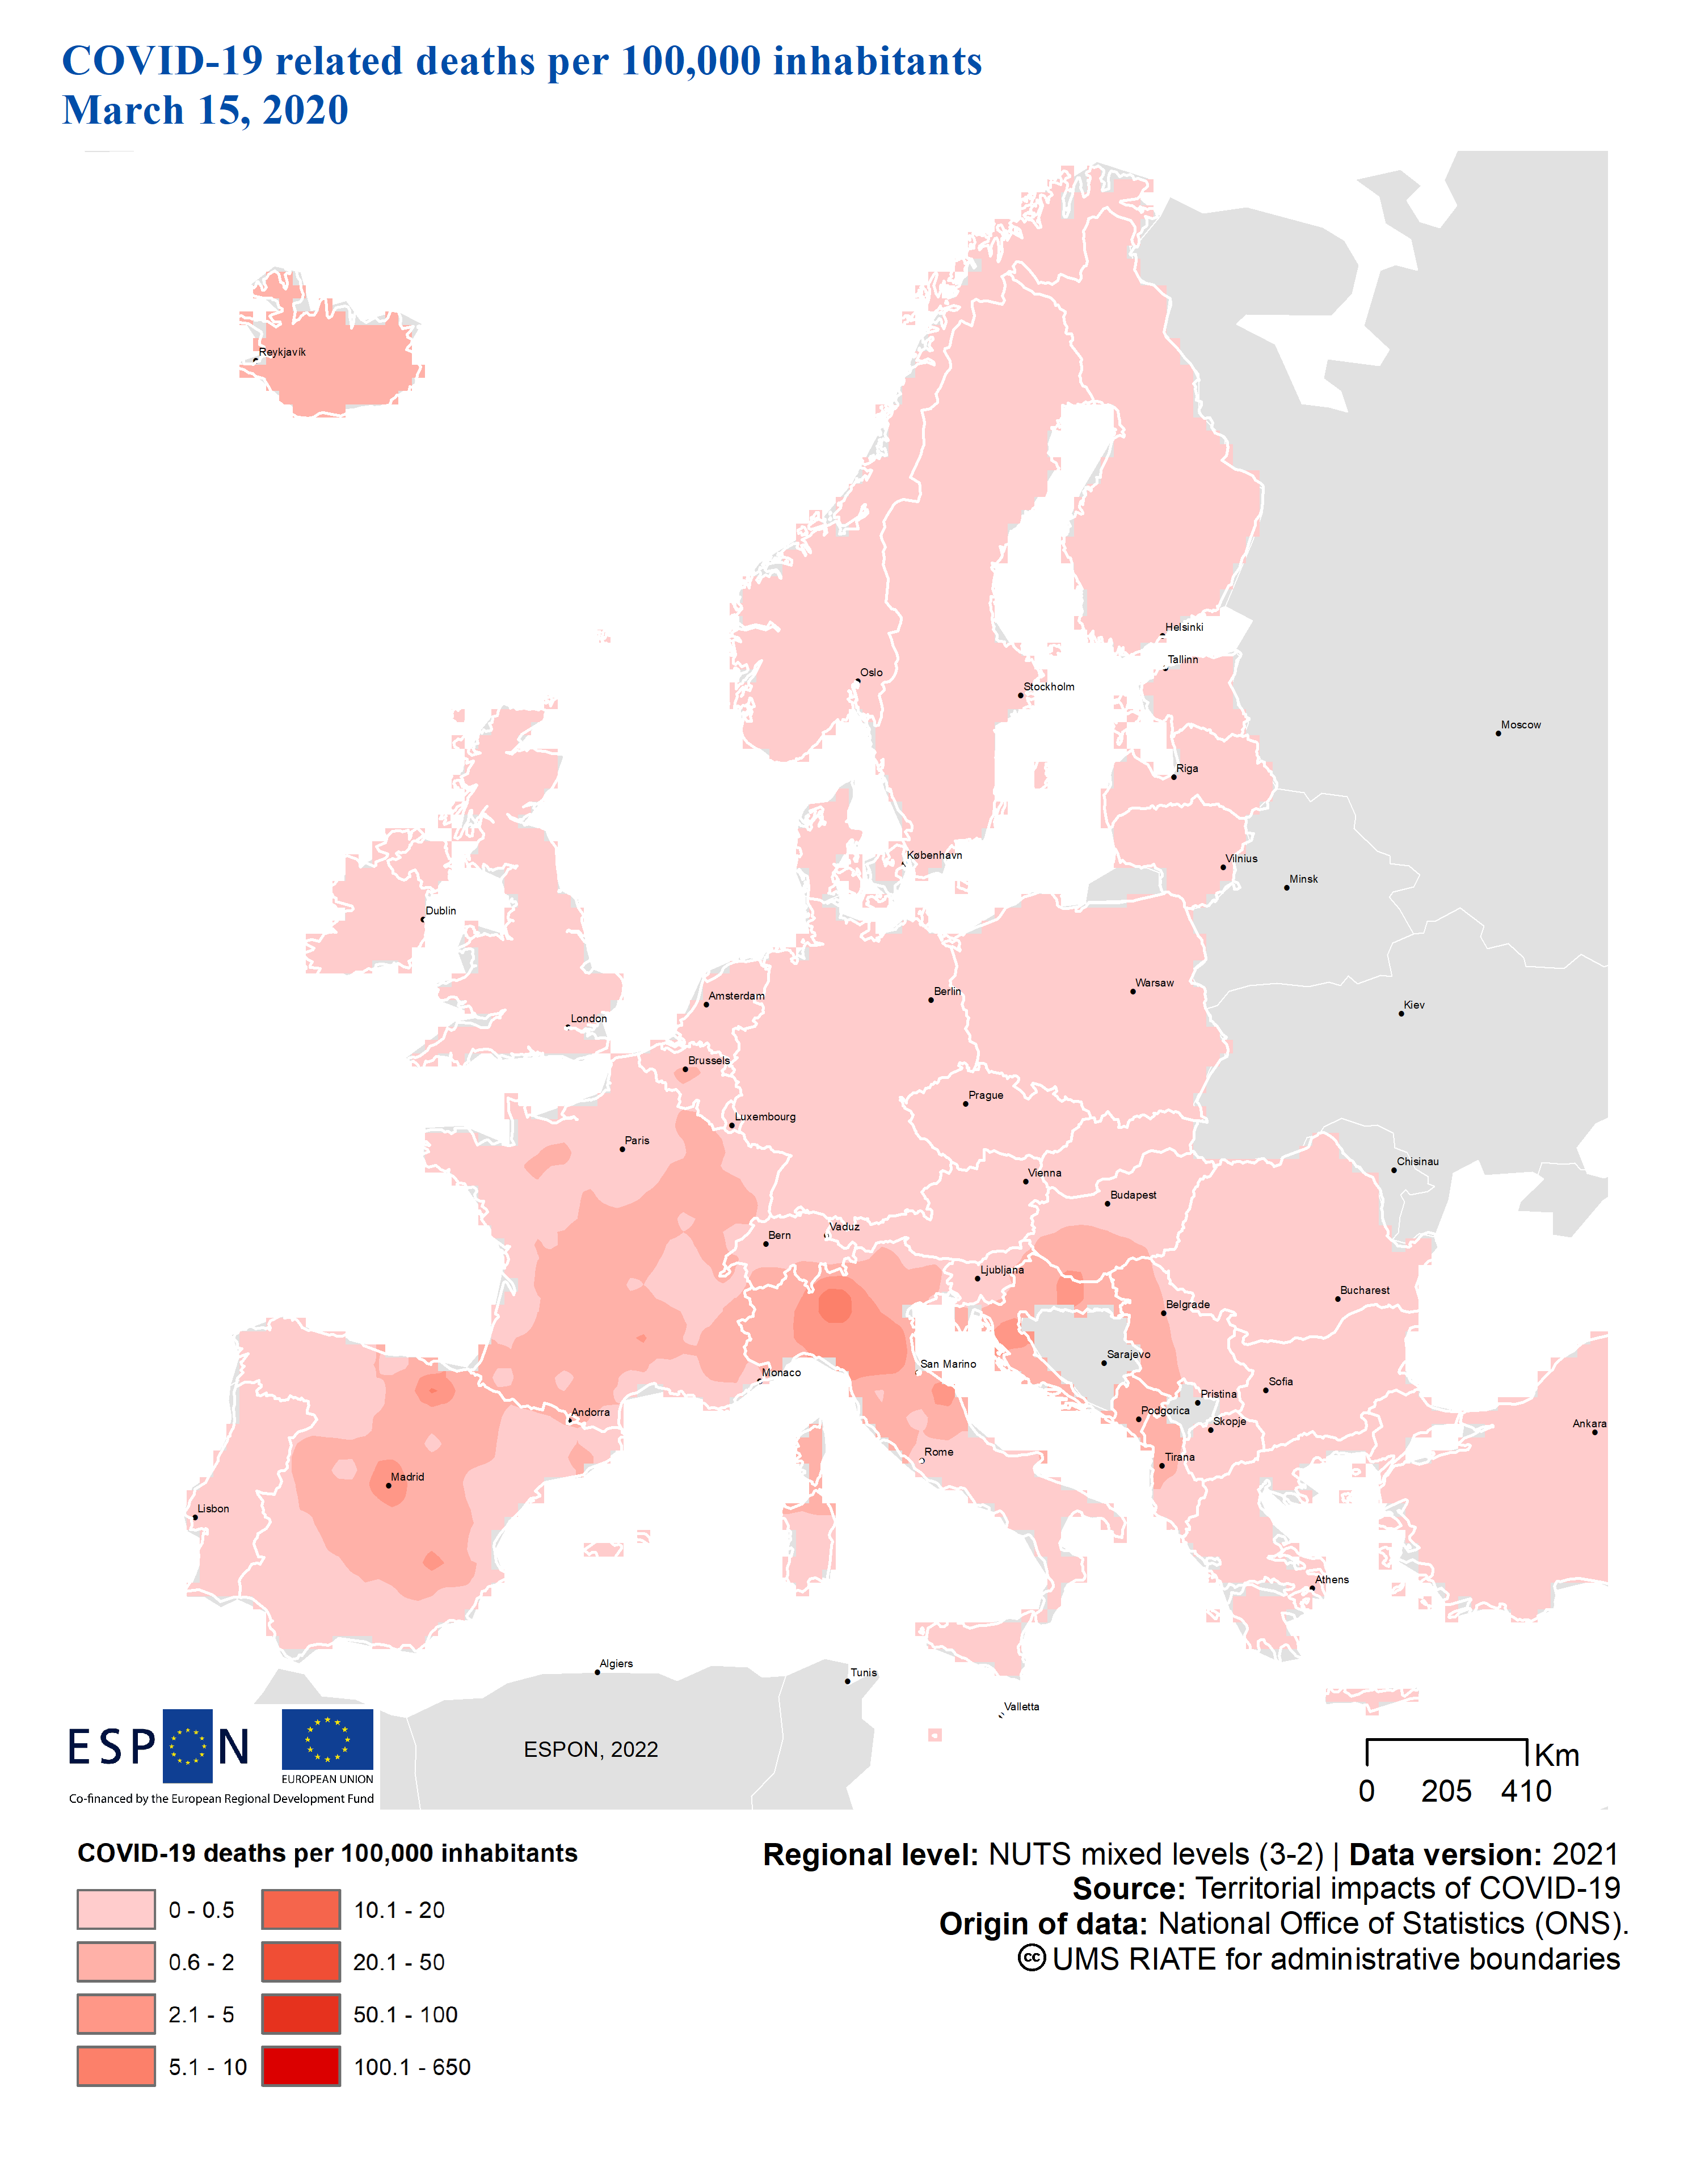 COVID-19 related deaths per 100,000 inhabitants
March 15, 2020
Reykjavík
Helsinki
Tallinn
Oslo
Stockholm
Moscow
Riga
København
Vilnius
Minsk
Dublin
Warsaw
Berlin
Amsterdam
Kiev
London
Brussels
Prague
Luxembourg
Paris
Chisinau
Vienna
Budapest
Vaduz
Bern
Ljubljana
Bucharest
Belgrade
Sarajevo
San Marino
Monaco
Sofia
Pristina
Andorra
Podgorica
Skopje
Ankara
Rome
Tirana
Madrid
Lisbon
Athens
Algiers
Tunis
Valletta
ESPON
EUROPEAN UNION
Co-financed by the European Regional Development Fund
ESPON, 2022
Km
0 205 410
COVID-19 deaths per 100,000 inhabitants
0 - 0.5
0.6 - 2
2.1 - 5
5.1 - 10
10.1 - 20
20.1 - 50
50.1 - 100
100.1 - 650
Regional level: NUTS mixed levels (3-2) | Data version: 2021
Source: Territorial impacts of COVID-19
Origin of data: National Office of Statistics (ONS).
cc UMS RIATE for administrative boundaries